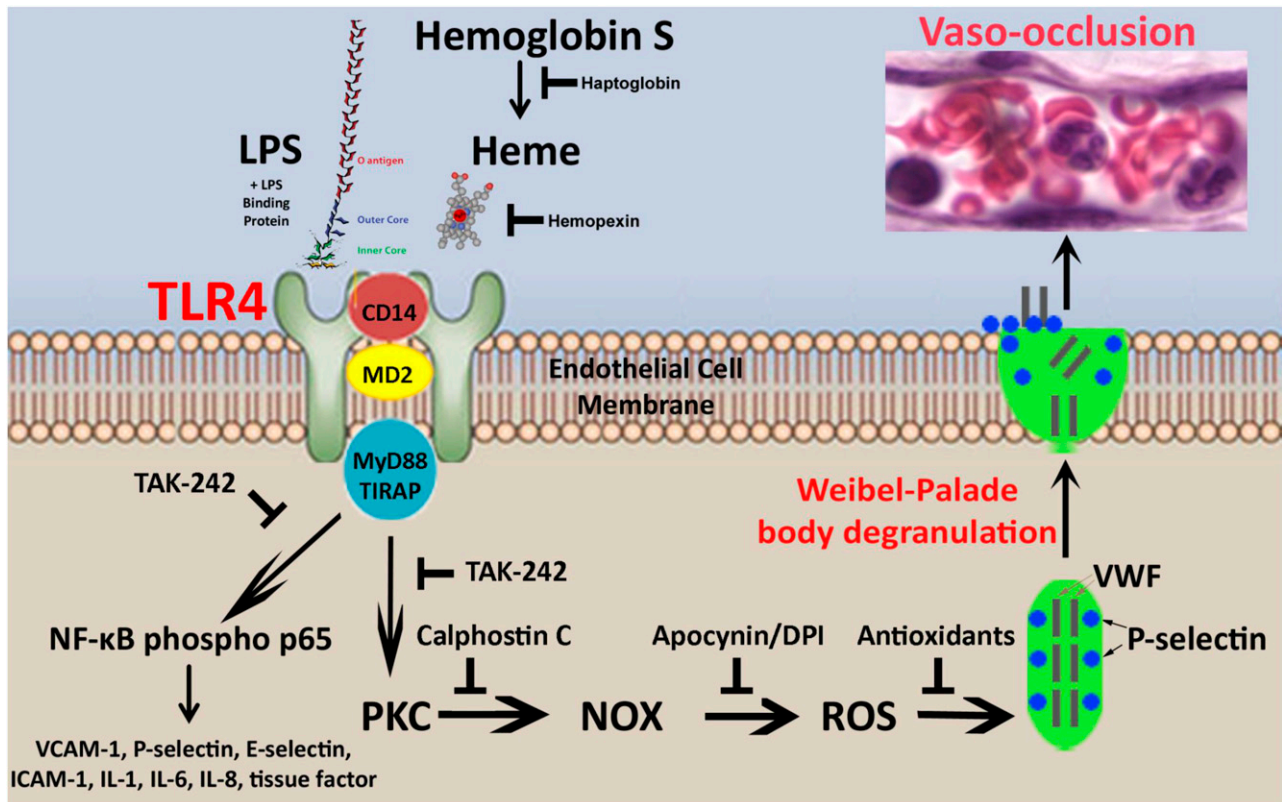 Hemoglobin S
Haptoglobin
Heme
Hemopexin
LPS
+ LPS
Binding
Protein
O antigen
Outer Core
Inner Core
TLR4
CD14
MD2
MyD88
TIRAP
Endothelial Cell
Membrane
TAK-242
TAK-242
NF-κB phospho p65
VCAM-1, P-selectin, E-selectin,
ICAM-1, IL-1, IL-6, IL-8, tissue factor
Calphostin C
Apocynin/DPI
Antioxidants
PKC
NOX
ROS
VWF
P-selectin
Weibel-Palade
body degranulation
Vaso-occlusion